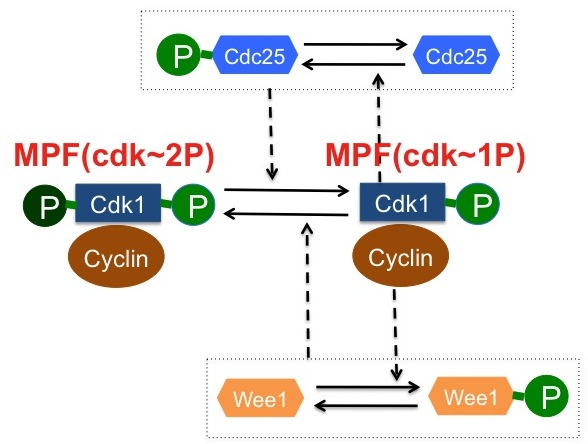 P Cdc25 Cdc25
MPF(cdk~2P) MPF(cdk~1P)
P Cdk1 P Cdk1 P
Cyclin Cyclin
Wee1 Wee1 P